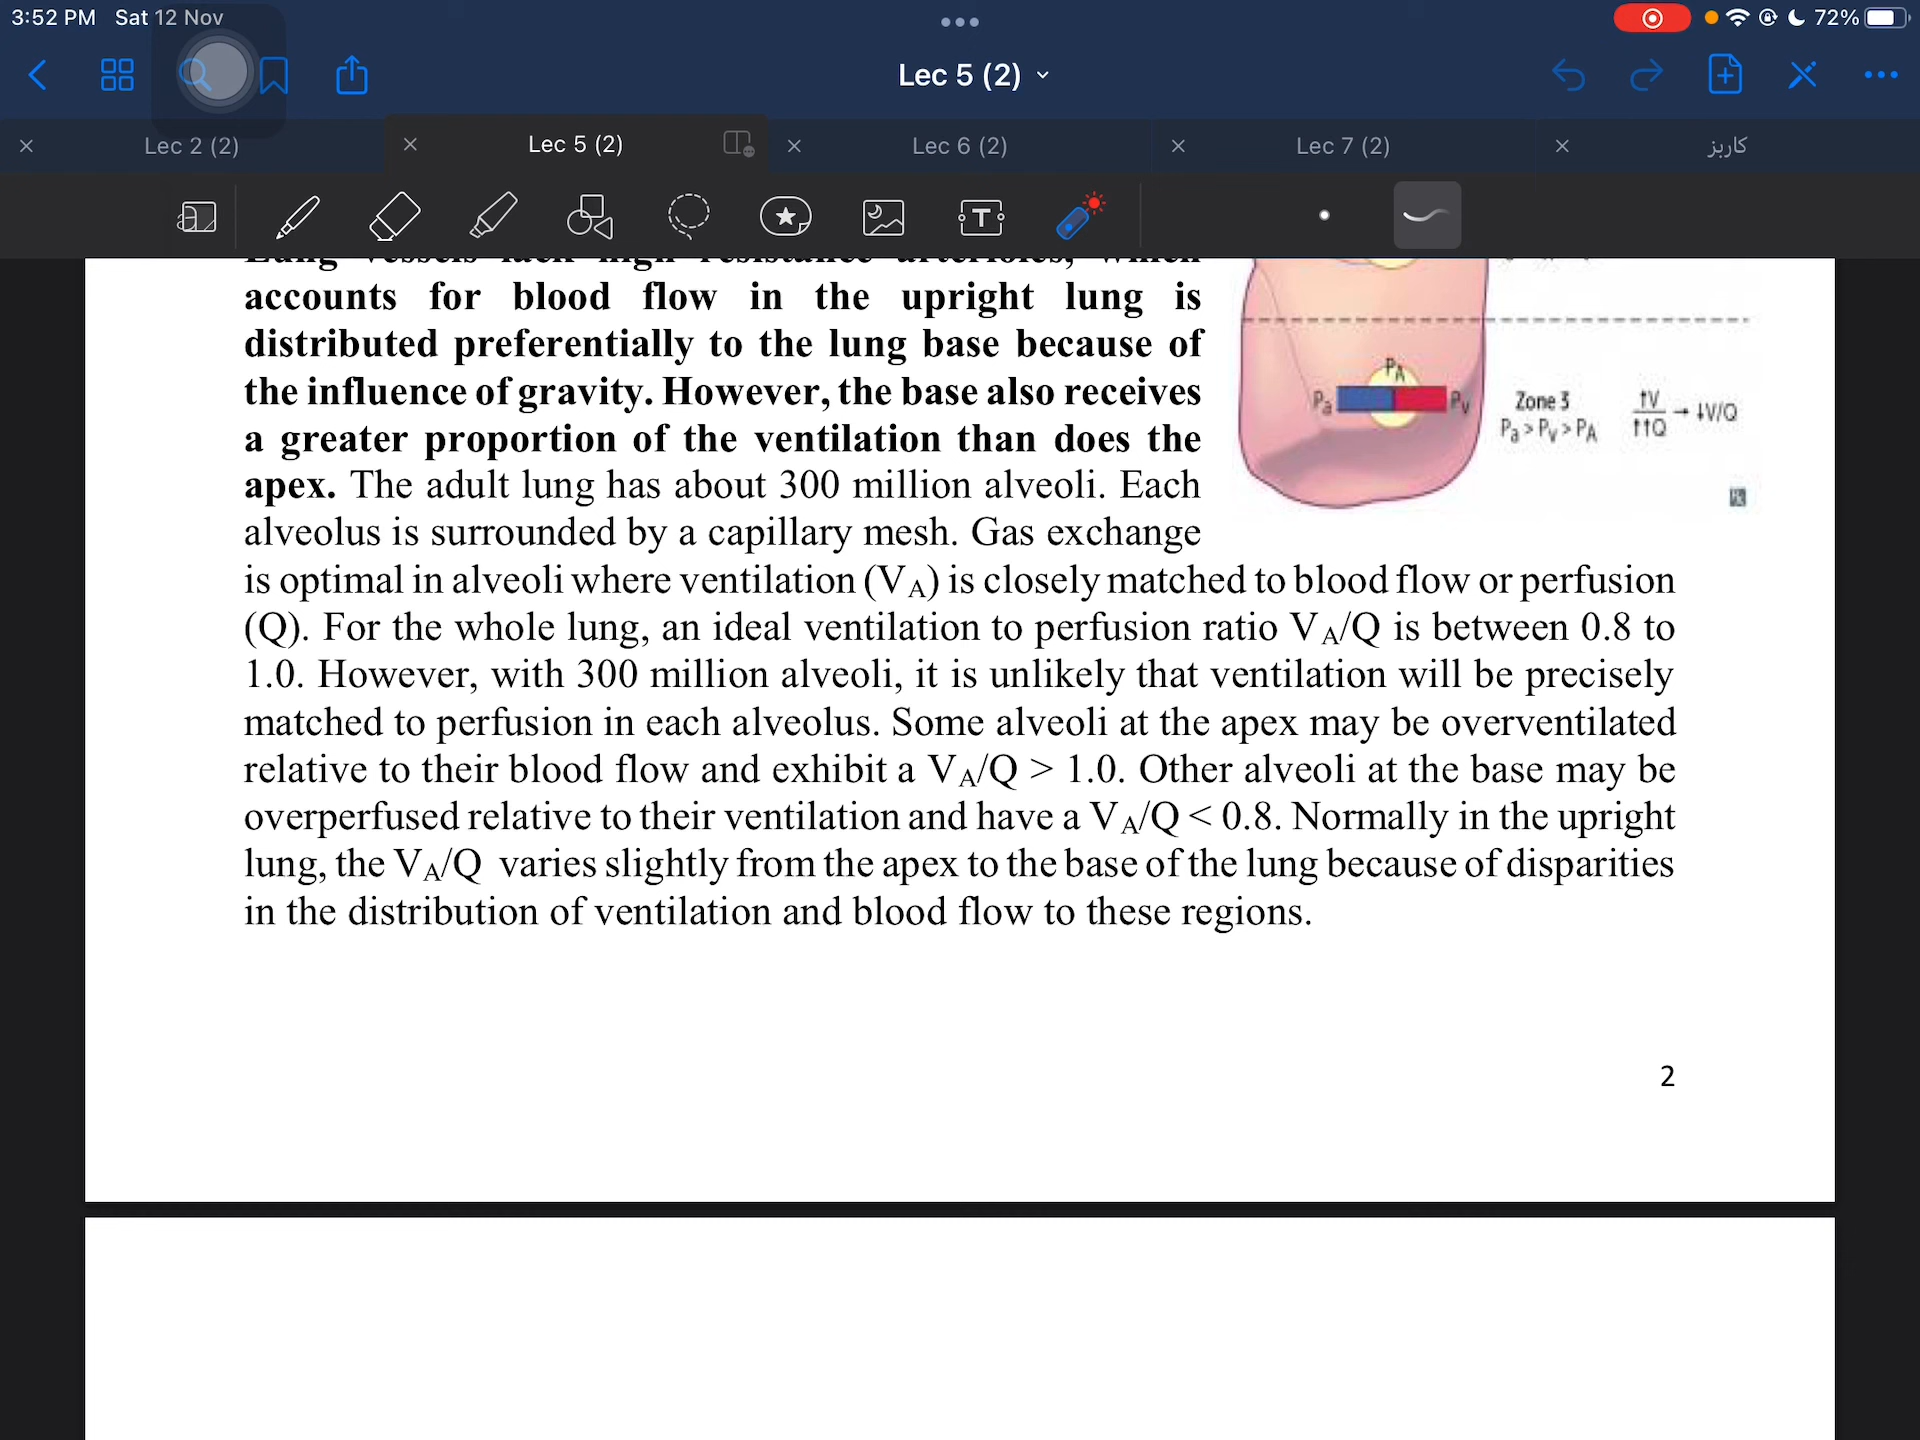 3:52 PM Sat 12 Nov
72%
Lec 5 (2)
Lec 2 (2)
Lec 5 (2)
Lec 6 (2)
Lec 7 (2)
كاربز
Lung vessels lack high resistance arterioles, which
accounts for blood flow in the upright lung is
distributed preferentially to the lung base because of
the influence of gravity. However, the base also receives
a greater proportion of the ventilation than does the
apex. The adult lung has about 300 million alveoli. Each
alveolus is surrounded by a capillary mesh. Gas exchange
is optimal in alveoli where ventilation (VA) is closely matched to blood flow or perfusion
(Q). For the whole lung, an ideal ventilation to perfusion ratio VA/Q is between 0.8 to
1.0. However, with 300 million alveoli, it is unlikely that ventilation will be precisely
matched to perfusion in each alveolus. Some alveoli at the apex may be overventilated
relative to their blood flow and exhibit a VA/Q > 1.0. Other alveoli at the base may be
overperfused relative to their ventilation and have a VA/Q < 0.8. Normally in the upright
lung, the VA/Q varies slightly from the apex to the base of the lung because of disparities
in the distribution of ventilation and blood flow to these regions.
PA
Pa
Pv
Zone 3
Pa > Pv > PA
↑V
↑↑Q
→ ↓V/Q
2